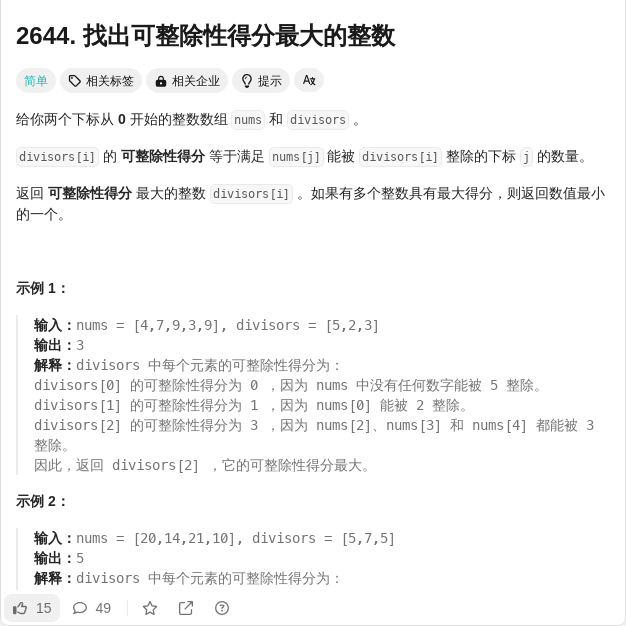 2644. 找出可整除性得分最大的整数
简单 相关标签 相关企业 提示
给你两个下标从 0 开始的整数数组 nums 和 divisors 。
divisors[i] 的 可整除性得分 等于满足 nums[j] 能被 divisors[i] 整除的下标 j 的数量。
返回 可整除性得分 最大的整数 divisors[i] 。如果有多个整数具有最大得分，则返回数值最小
的一个。
示例 1：
输入：nums = [4,7,9,3,9], divisors = [5,2,3]
输出：3
解释：divisors 中每个元素的可整除性得分为：
divisors[0] 的可整除性得分为 0 ，因为 nums 中没有任何数字能被 5 整除。
divisors[1] 的可整除性得分为 1 ，因为 nums[0] 能被 2 整除。
divisors[2] 的可整除性得分为 3 ，因为 nums[2]、nums[3] 和 nums[4] 都能被 3
整除。
因此，返回 divisors[2] ，它的可整除性得分最大。
示例 2：
输入：nums = [20,14,21,10], divisors = [5,7,5]
输出：5
解释：divisors 中每个元素的可整除性得分为：
15 49